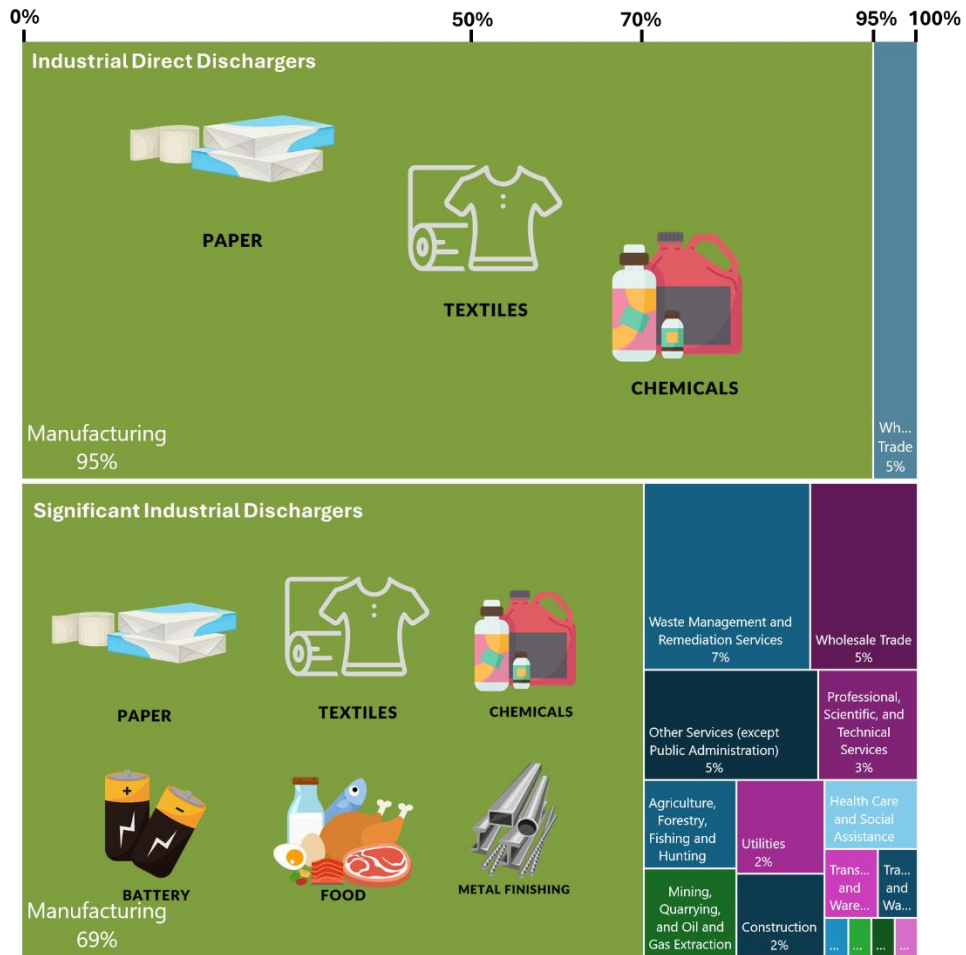 0%
50%
70%
95%
100%
Industrial Direct Dischargers
PAPER
TEXTILES
CHEMICALS
Manufacturing
95%
Wh...
Trade
5%
Significant Industrial Dischargers
PAPER
TEXTILES
CHEMICALS
BATTERY
FOOD
METAL FINISHING
Manufacturing
69%
Waste Management and
Remediation Services
7%
Wholesale Trade
5%
Other Services (except
Public Administration)
5%
Professional,
Scientific, and
Technical
Services
3%
Agriculture,
Forestry,
Fishing and
Hunting
Utilities
2%
Health Care
and Social
Assistance
Mining,
Quarrying,
and Oil and
Gas Extraction
Construction
2%
Trans...
and
Ware...
Tra...
and
Wa...
...
...
...
...